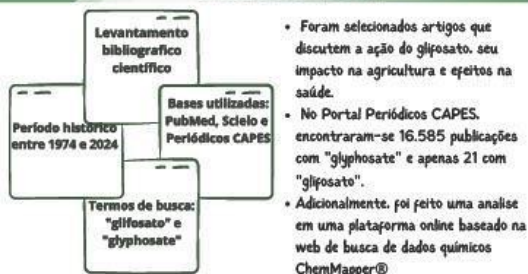 Levantamento
bibliografico
científico
Bases utilizadas:
PubMed, Scielo e
Periódicos CAPES
Período histórico
entre 1974 e 2024
Termos de busca:
"glifosato" e
"glyphosate"
• Foram selecionados artigos que
discutem a ação do glifosato, seu
impacto na agricultura e efeitos na
saúde.
• No Portal Periódicos CAPES,
encontraram-se 16.585 publicações
com "glyphosate" e apenas 21 com
"glifosato".
• Adicionalmente, foi feito uma analise
em uma plataforma online baseado na
web de busca de dados químicos
ChemMapper®